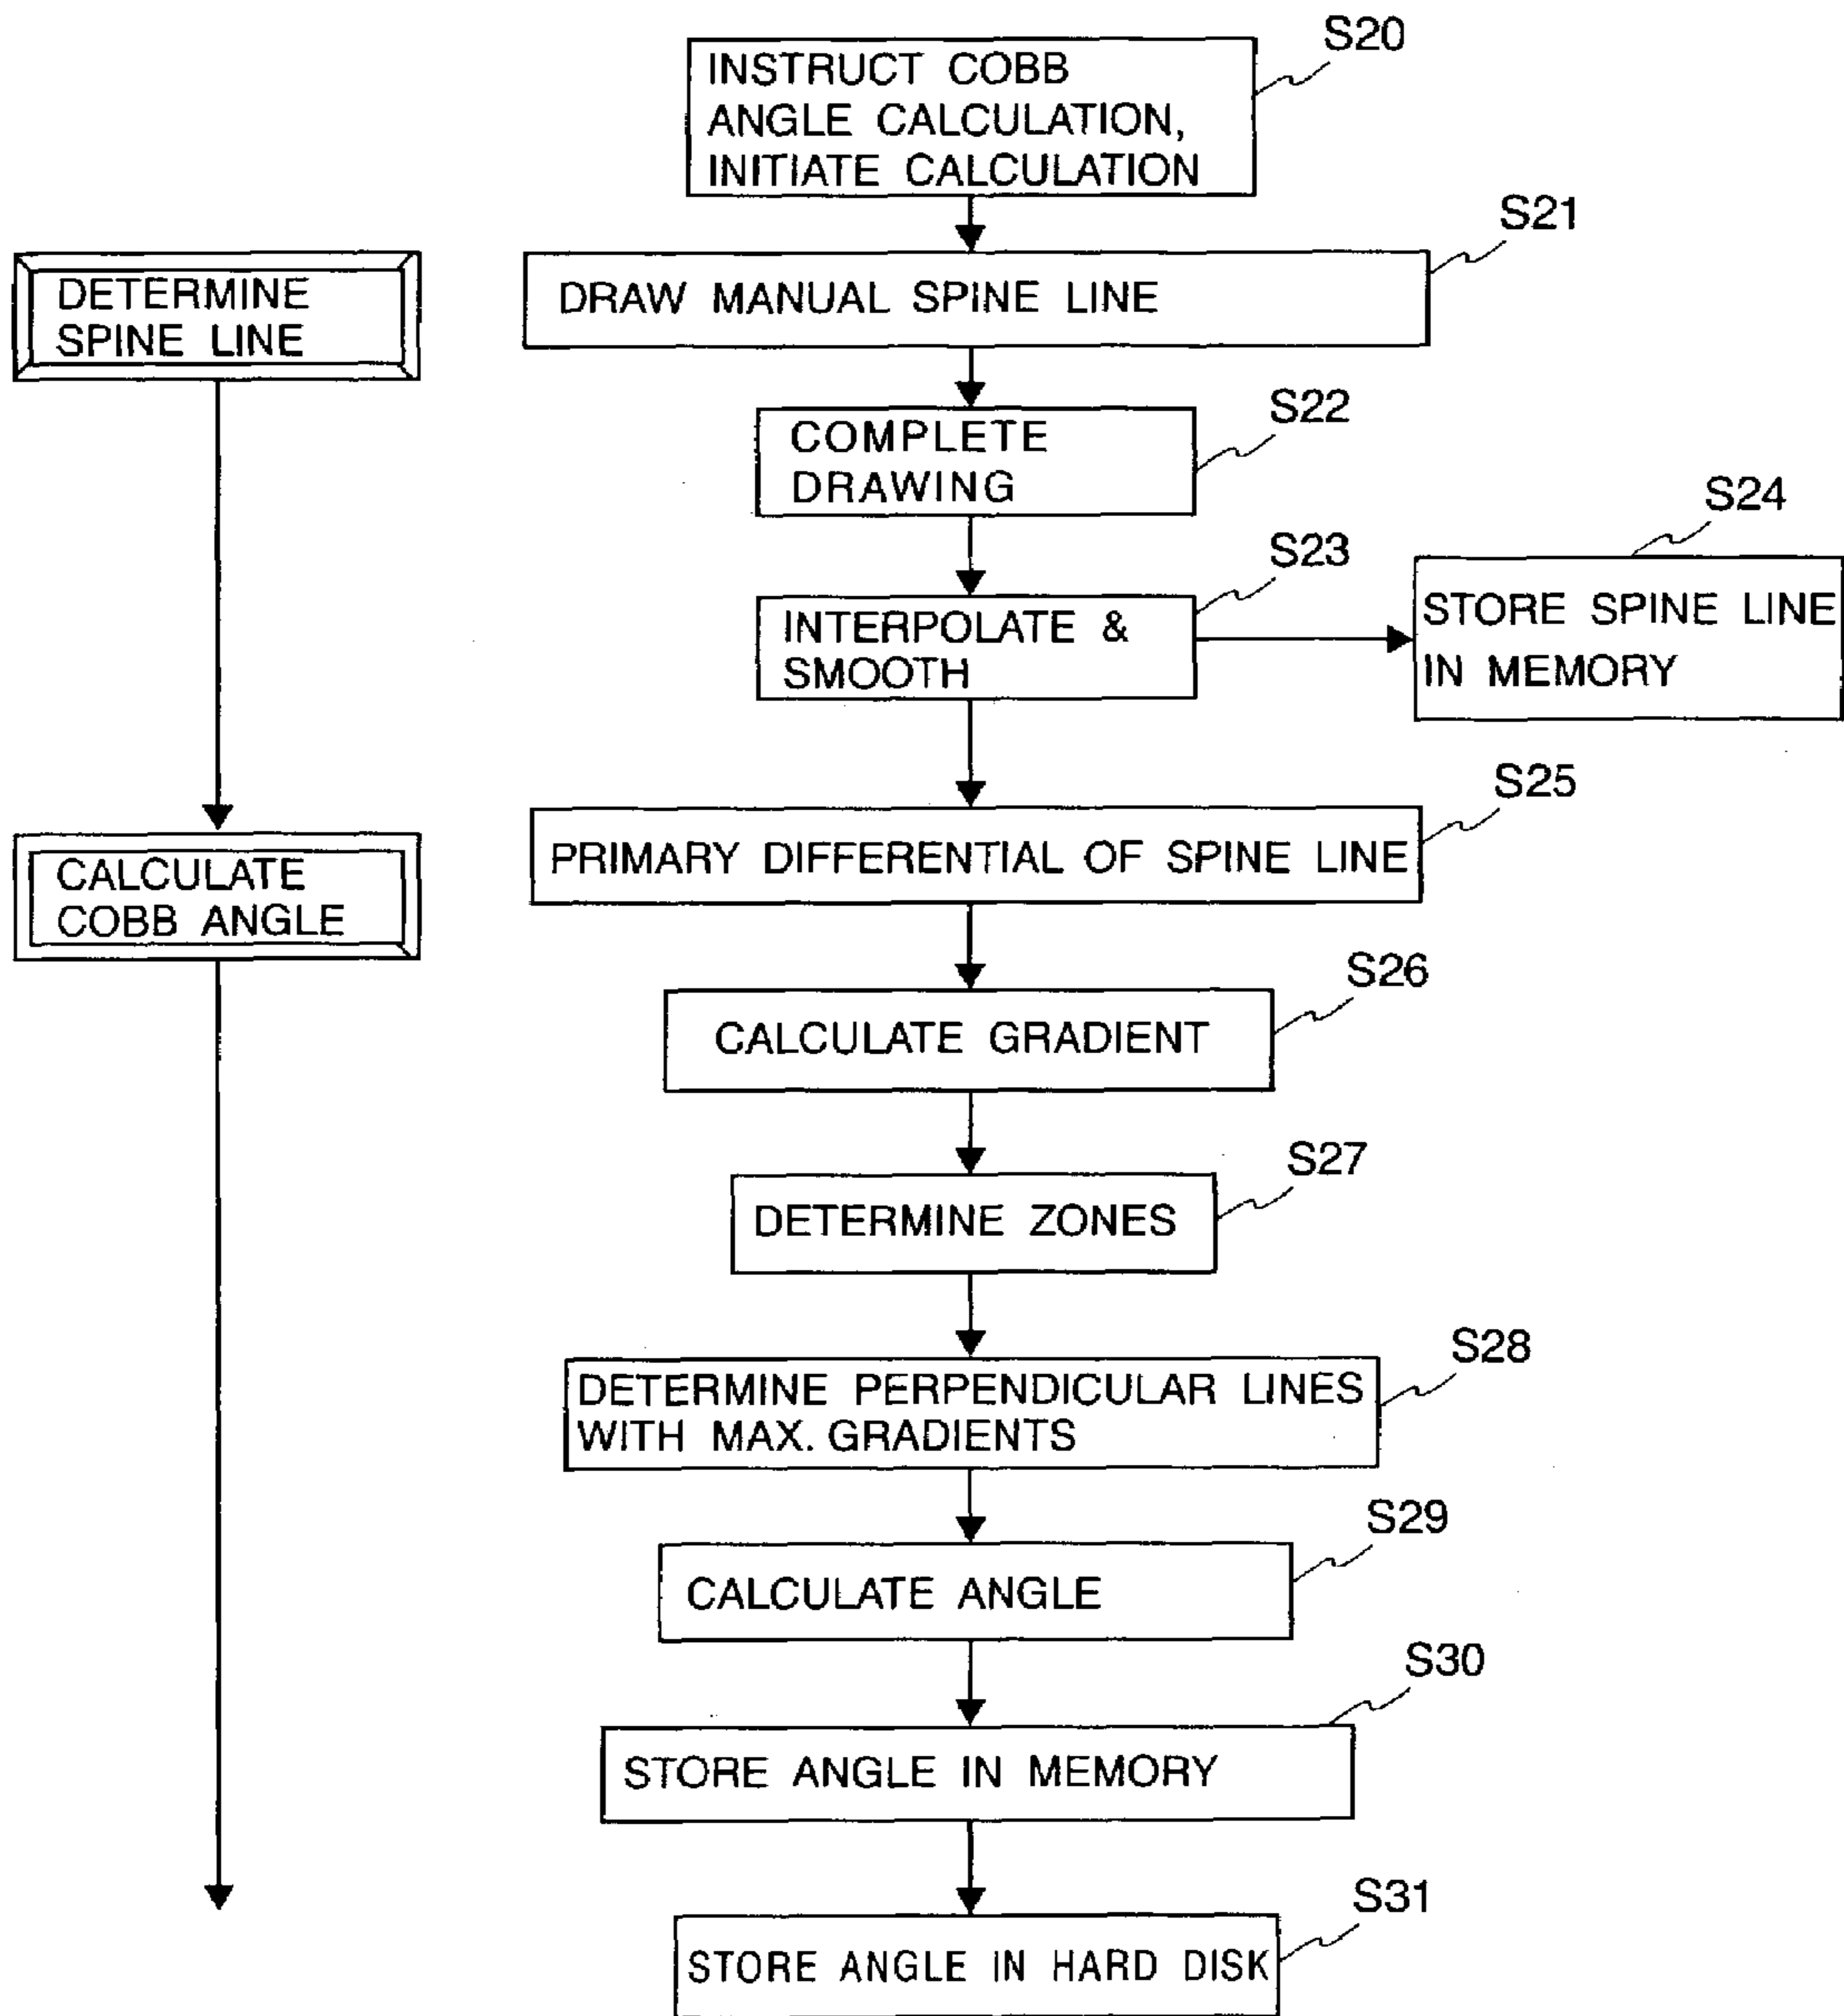 S20
INSTRUCT COBB
ANGLE CALCULATION,
INITIATE CALCULATION
S21
DETERMINE
SPINE LINE
DRAW MANUAL SPINE LINE
S22
COMPLETE
DRAWING
S23
INTERPOLATE &
SMOOTH
S24
STORE SPINE LINE
IN MEMORY
S25
CALCULATE
COBB ANGLE
PRIMARY DIFFERENTIAL OF SPINE LINE
S26
CALCULATE GRADIENT
S27
DETERMINE ZONES
S28
DETERMINE PERPENDICULAR LINES
WITH MAX. GRADIENTS
S29
CALCULATE ANGLE
S30
STORE ANGLE IN MEMORY
S31
STORE ANGLE IN HARD DISK